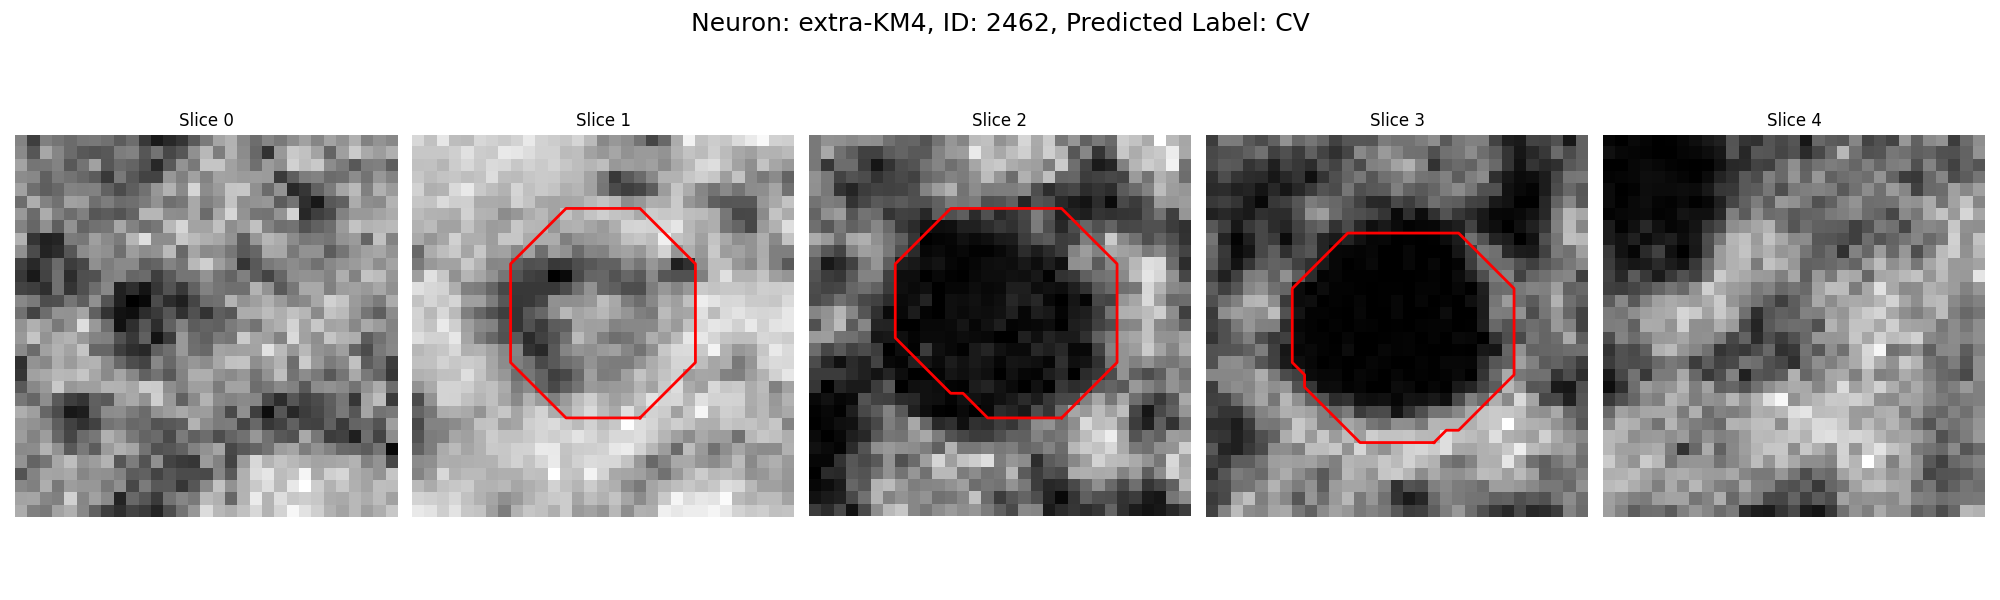 Neuron: extra-KM4, ID: 2462, Predicted Label: CV
Slice 0
Slice 1
Slice 2
Slice 3
Slice 4